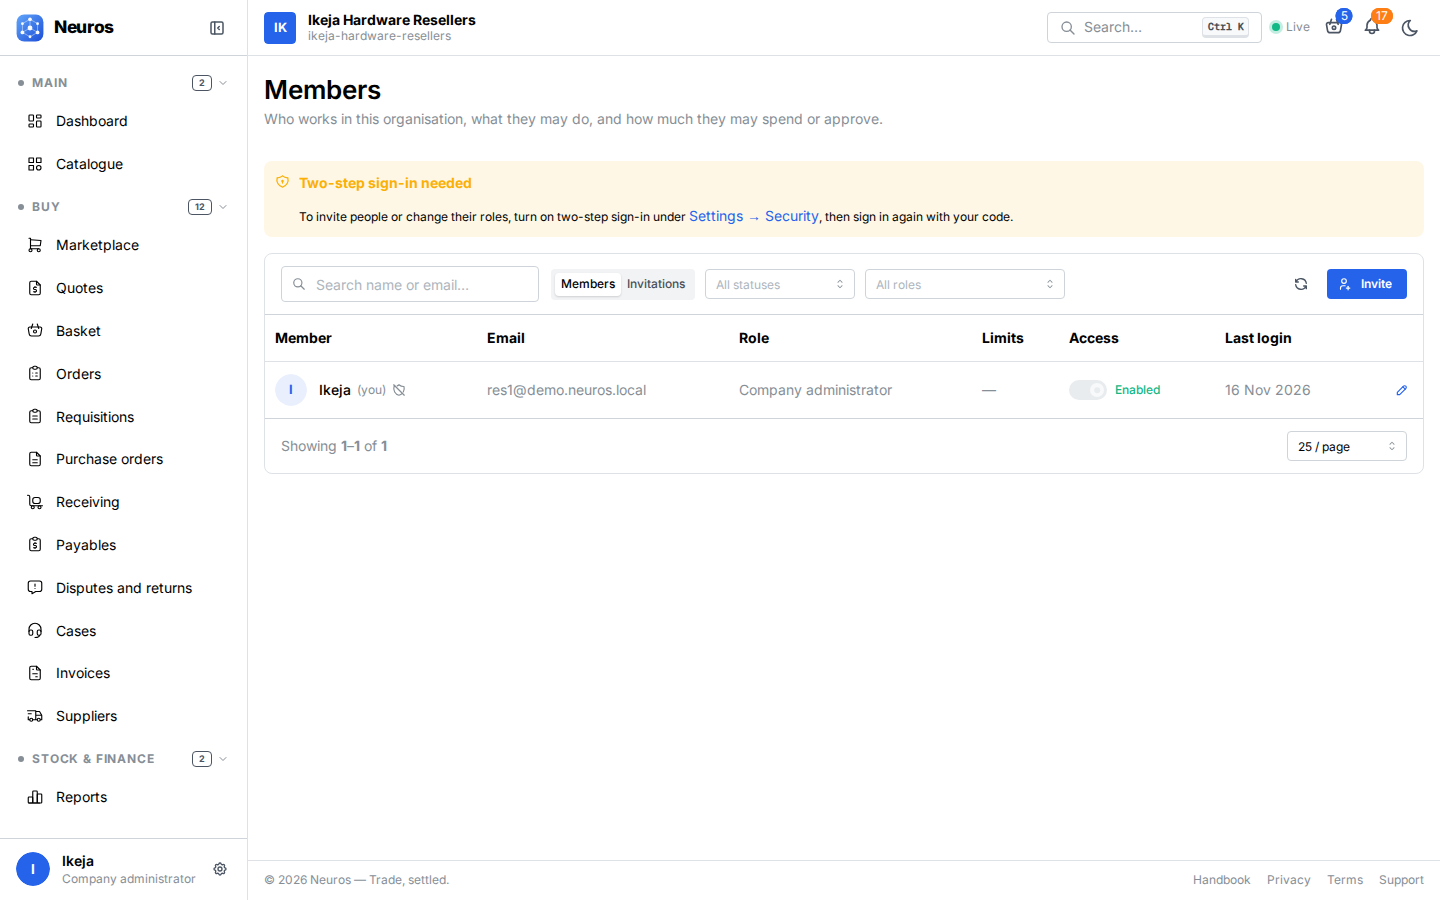 Neuros
IK
Ikeja Hardware Resellers
ikeja-hardware-resellers
Search...
Ctrl K
Live
5
17
MAIN
2
Dashboard
Catalogue
BUY
12
Marketplace
Quotes
Basket
Orders
Requisitions
Purchase orders
Receiving
Payables
Disputes and returns
Cases
Invoices
Suppliers
STOCK & FINANCE
2
Reports
I
Ikeja
Company administrator
Members
Who works in this organisation, what they may do, and how much they may spend or approve.
Two-step sign-in needed
To invite people or change their roles, turn on two-step sign-in under Settings → Security, then sign in again with your code.
Search name or email...
Members
Invitations
All statuses
All roles
Invite
Member Email Role Limits Access Last login
I Ikeja (you) res1@demo.neuros.local Company administrator — Enabled 16 Nov 2026
Showing 1–1 of 1
25 / page
© 2026 Neuros — Trade, settled.
Handbook Privacy Terms Support